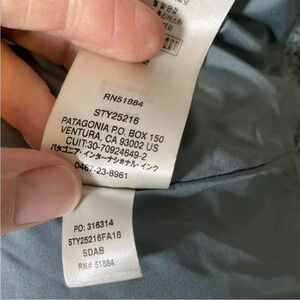 RN51884
STY25216
PATAGONIA P.O. BOX 150
VENTURA, CA 93002 US
CUIT:30-70924649-2
パタゴニア・インターナショナル・インク
0467-23-8961
PO: 316314
STY25216FA18
SDAB
RN# 51884